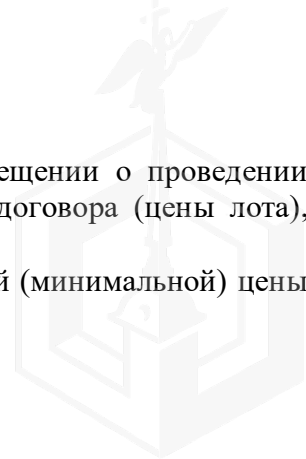 ещении о проведении
договора (цены лота),
й (минимальной) цены